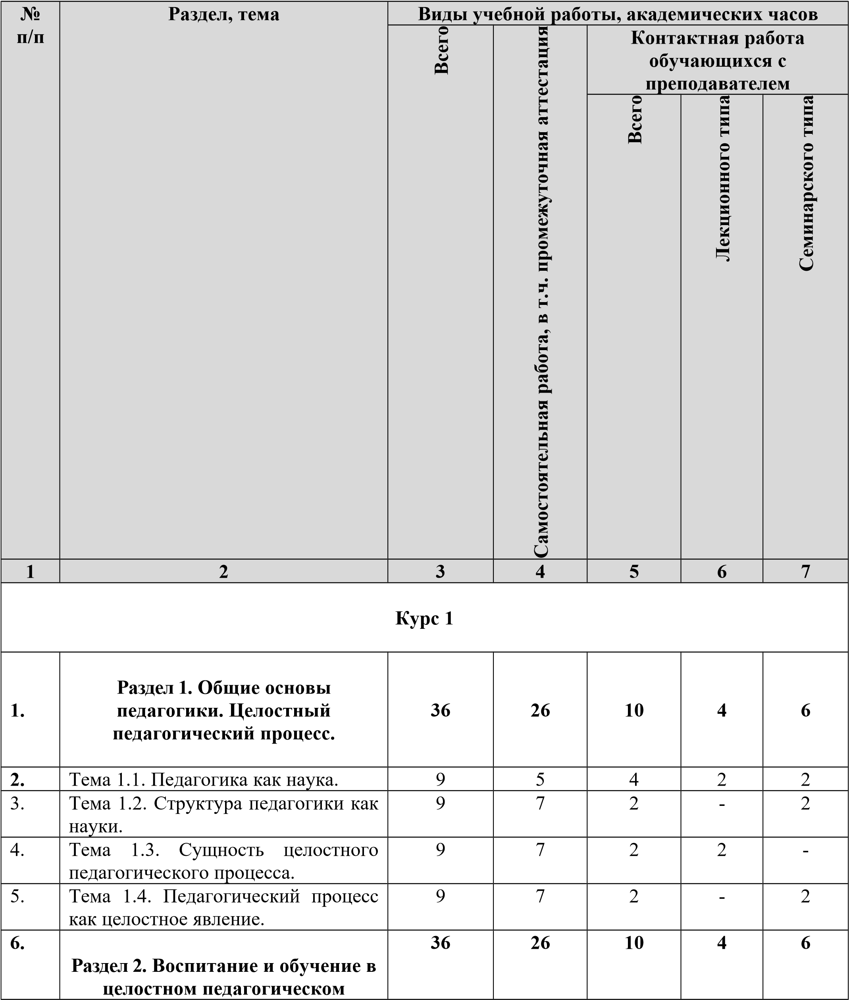 №
п/п
Раздел, тема
Виды учебной работы, академических часов
Всего
Самостоятельная работа, в т.ч. промежуточная аттестация
Контактная работа
обучающихся с
преподавателем
Всего
Лекционного типа
Семинарского типа
1 2 3 4 5 6 7
Курс 1
1.
Раздел 1. Общие основы
педагогики. Целостный
педагогический процесс.
36 26 10 4 6
2. Тема 1.1. Педагогика как наука. 9 5 4 2 2
3. Тема 1.2. Структура педагогики как 9 7 2 - 2
науки.
4. Тема 1.3. Сущность целостного 9 7 2 2 -
педагогического процесса.
5. Тема 1.4. Педагогический процесс 9 7 2 - 2
как целостное явление.
6. 36 26 10 4 6
Раздел 2. Воспитание и обучение в
целостном педагогическом